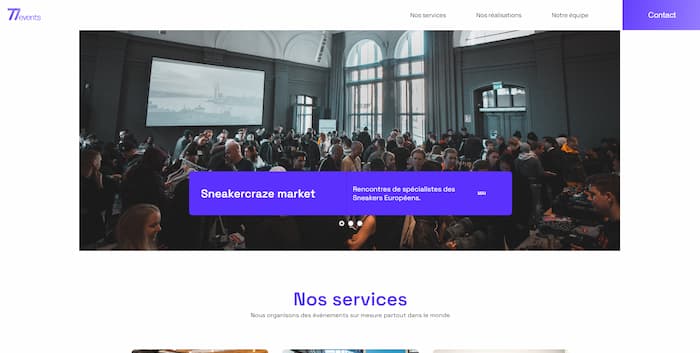 77events
Nos services
Nos réalisations
Notre équipe
Contact
Sneakercraze market
Rencontres de spécialistes des
Sneakers Européens.
Nos services
Nous organisons des événements sur mesure partout dans le monde